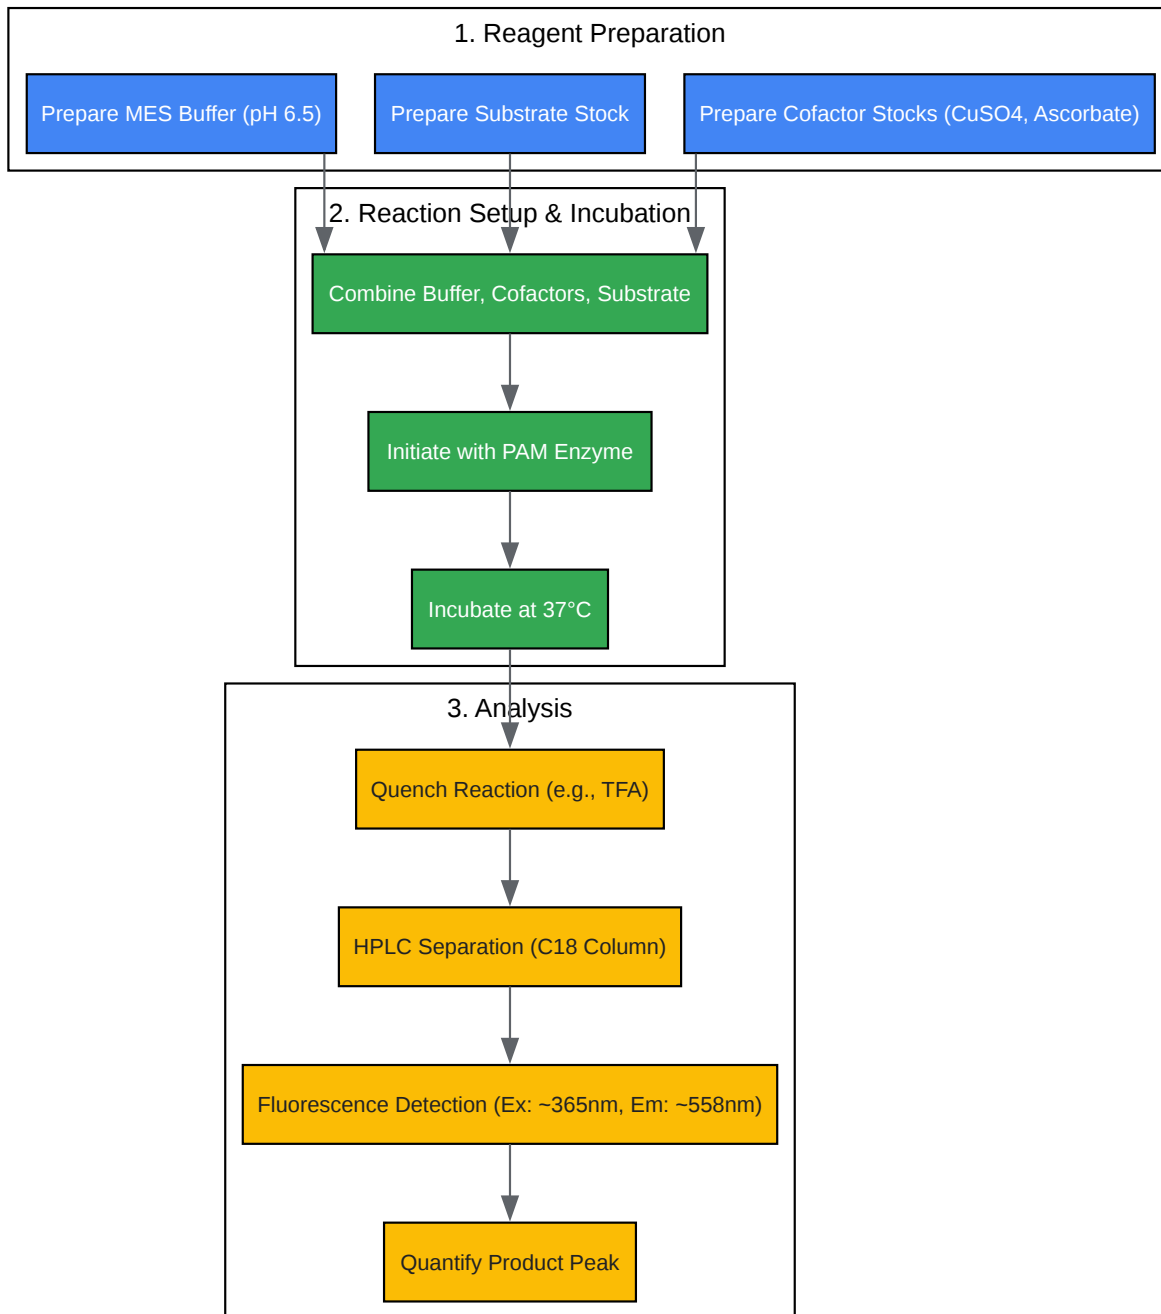 1. Reagent Preparation
Prepare MES Buffer (pH 6.5)
Prepare Substrate Stock
Prepare Cofactor Stocks (CuSO4, Ascorbate)
2. Reaction Setup & Incubation
Combine Buffer, Cofactors, Substrate
Initiate with PAM Enzyme
Incubate at 37°C
3. Analysis
Quench Reaction (e.g., TFA)
HPLC Separation (C18 Column)
Fluorescence Detection (Ex: ~365nm, Em: ~558nm)
Quantify Product Peak